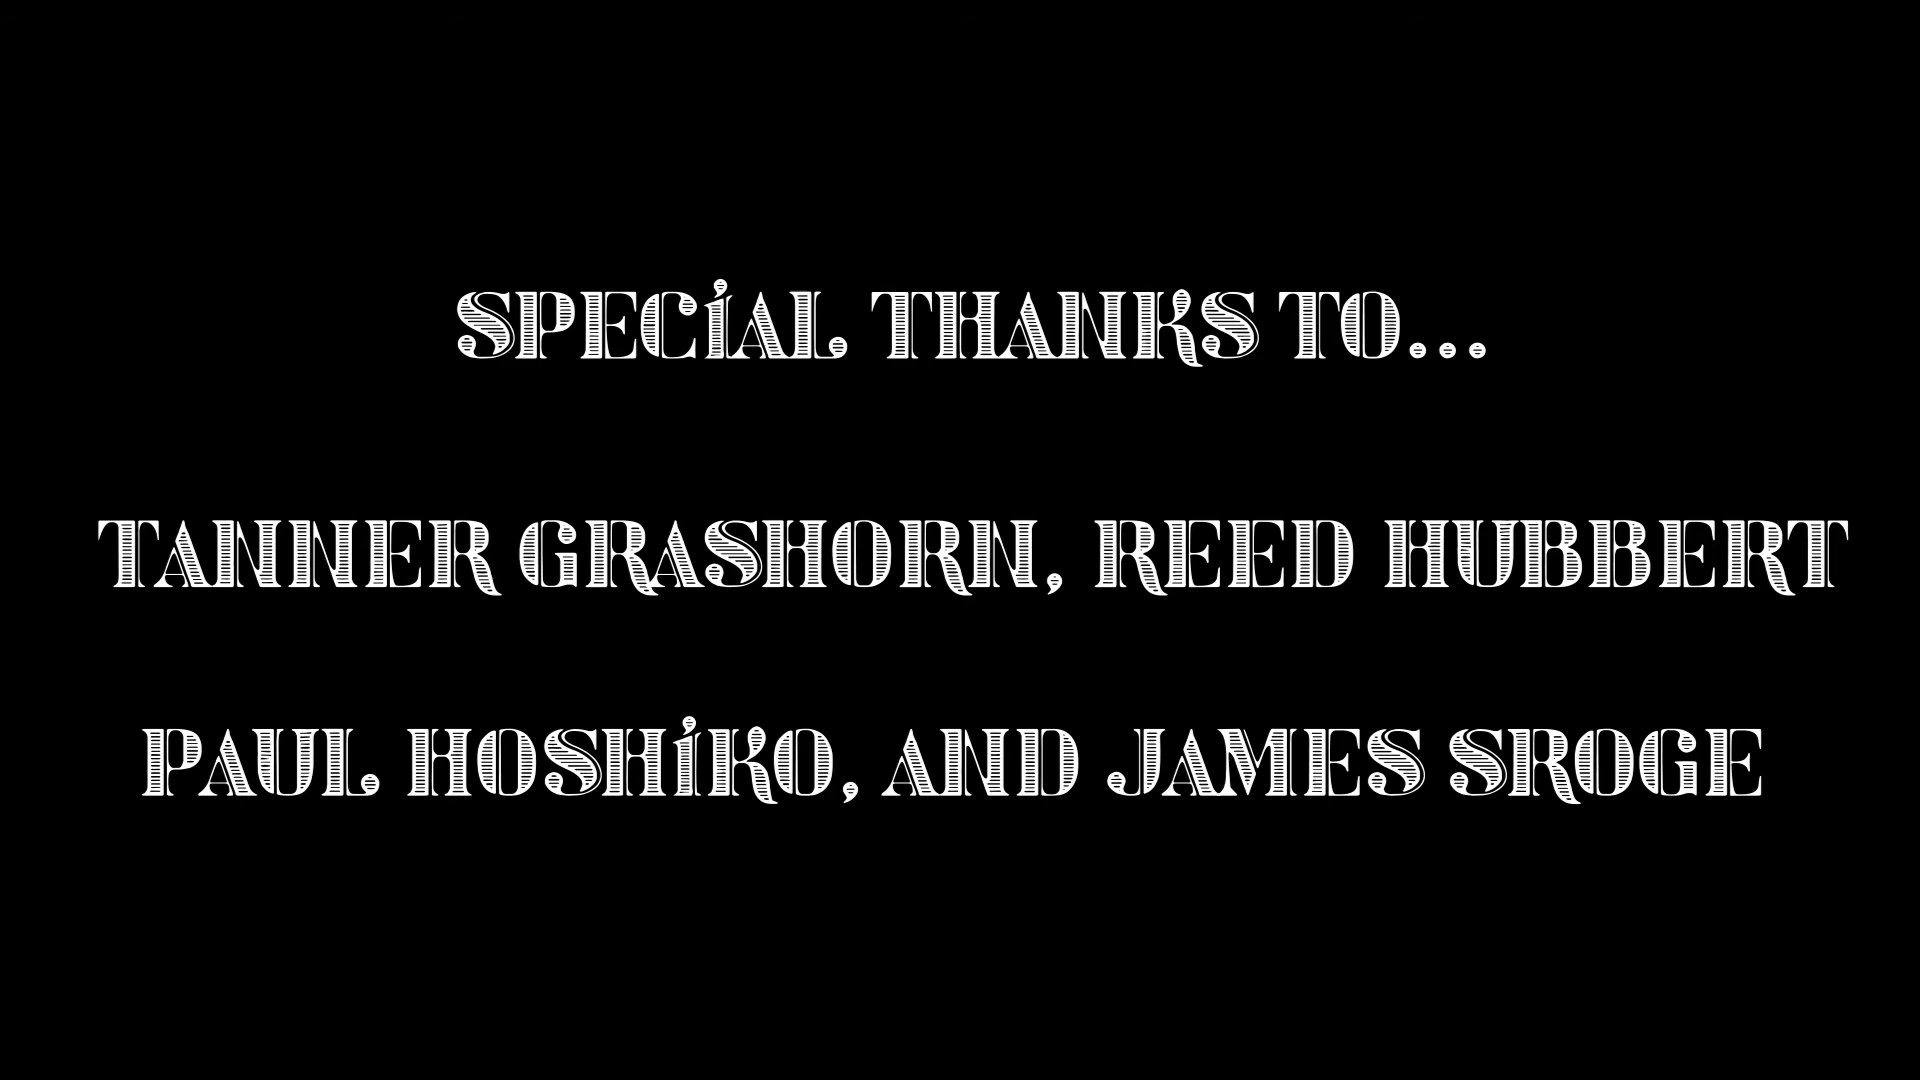 SPECiAL THANKS TO...
TANNER GRASHORN, REED HUBBERT
PAUL HOSHiKO, AND JAMES SROGE